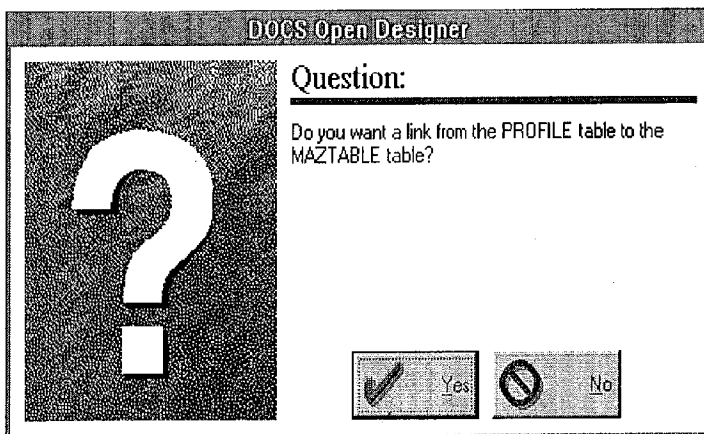 DOCS Open Designer
Question:
Do you want a link from the PROFILE table to the
MAZTABLE table?
Yes
No